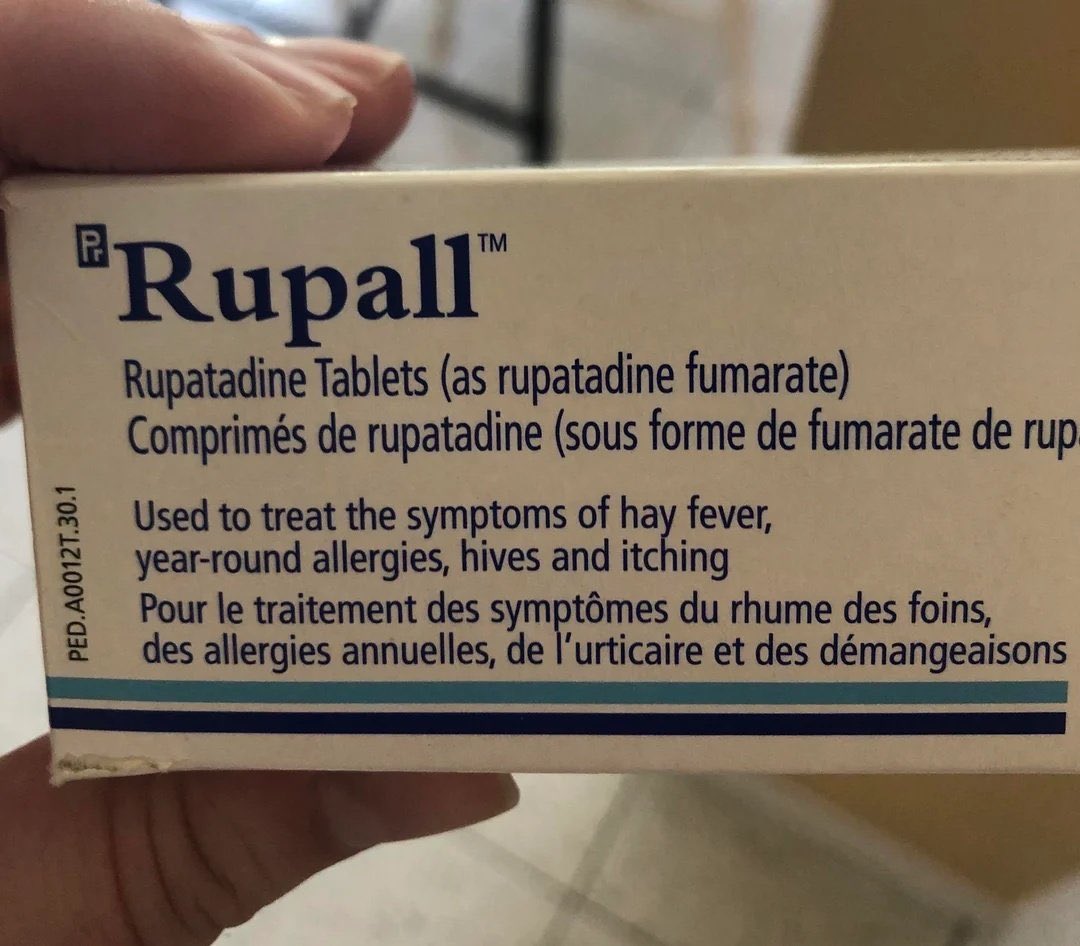 Pr Rupall™
Rupatadine Tablets (as rupatadine fumarate)
Comprimés de rupatadine (sous forme de fumarate de
Used to treat the symptoms of hay fever,
year-round allergies, hives and itching
Pour le traitement des symptômes du rhume des foins,
des allergies annuelles, de l'urticaire et des démangeaisons
PED.A0012T.30.1